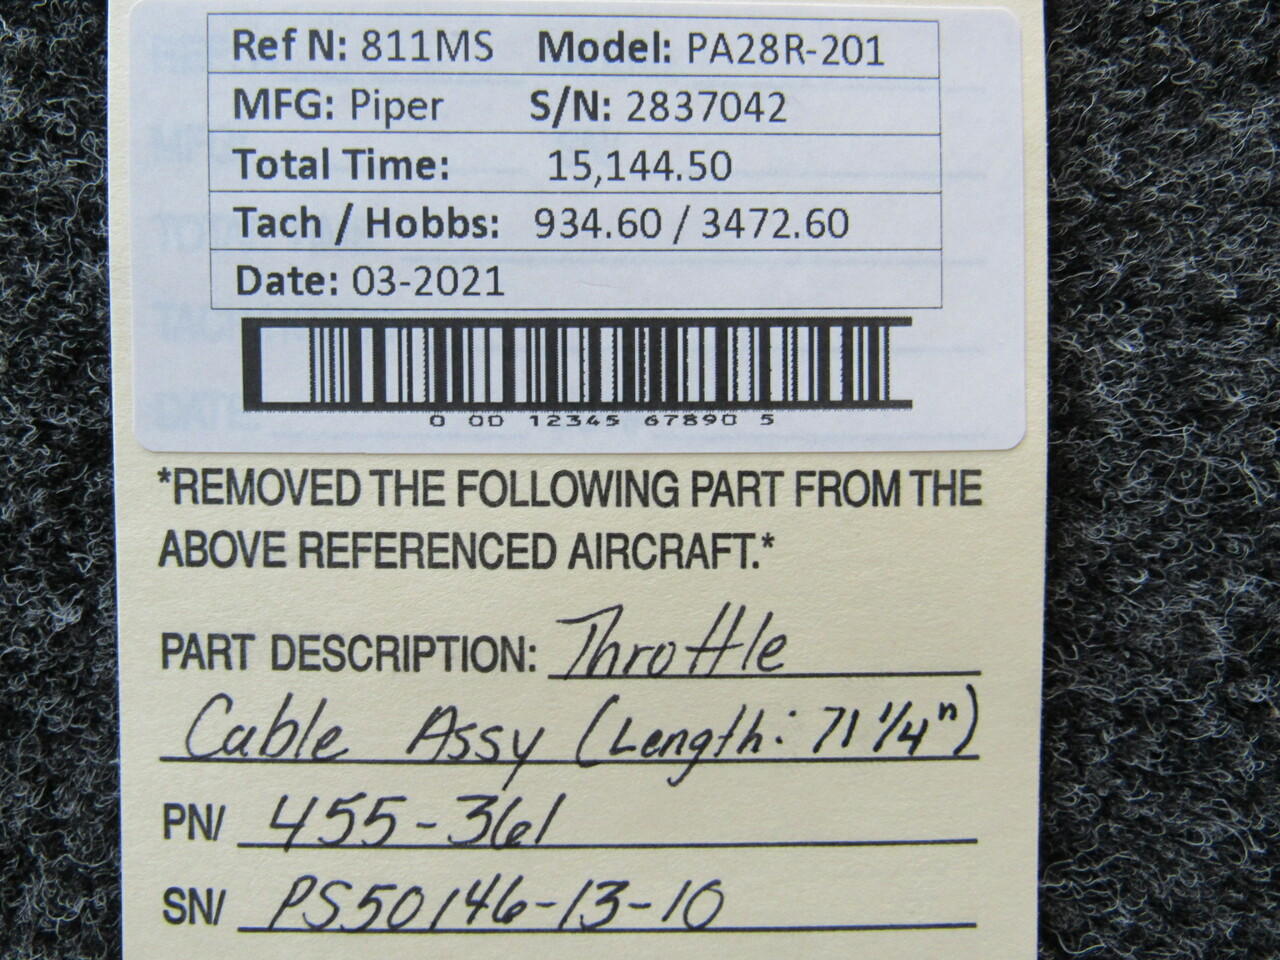 Ref N: 811MS Model: PA28R-201
MFG: Piper S/N: 2837042
Total Time: 15,144.50
Tach / Hobbs: 934.60 / 3472.60
Date: 03-2021
0 00 12345 67890 5
*REMOVED THE FOLLOWING PART FROM THE
ABOVE REFERENCED AIRCRAFT.*
PART DESCRIPTION: Throttle
Cable Assy (Length: 71 1/4")
PN/ 455-361
SN/ PS50146-13-10